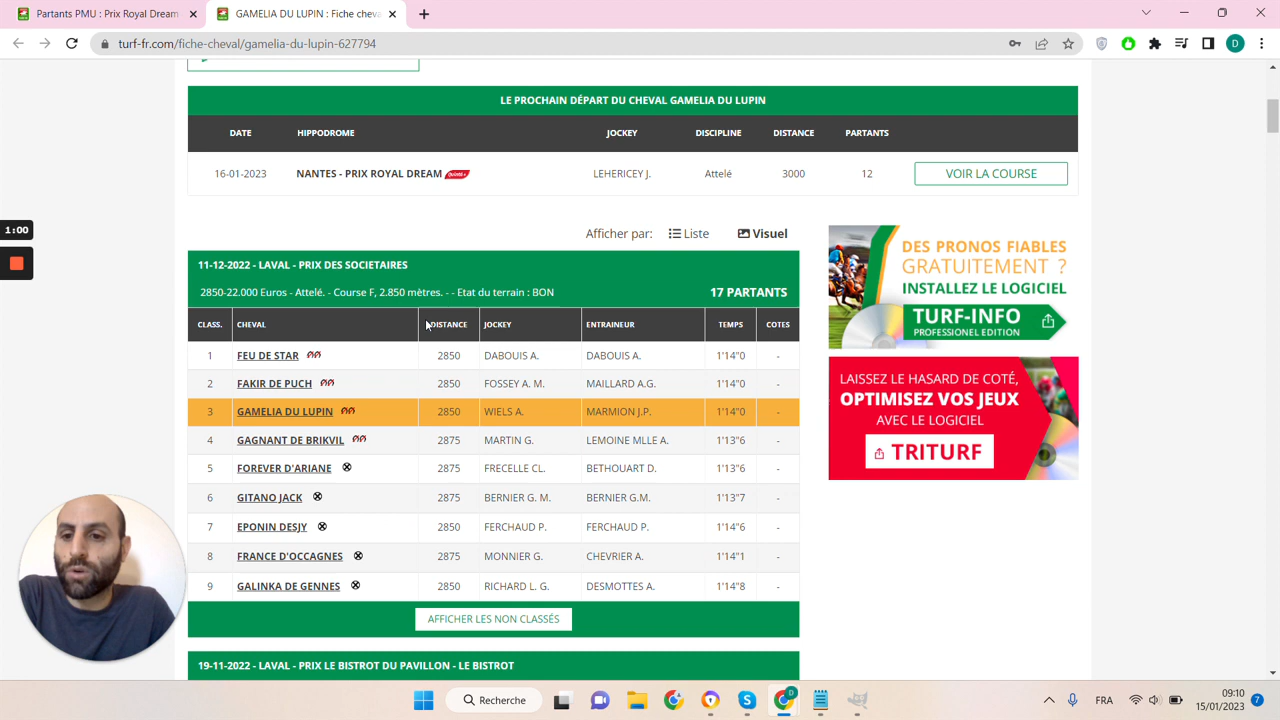 Partants PMU : Prix Royal Dream
GAMELIA DU LUPIN : Fiche cheva
turf-fr.com/fiche-cheval/gamelia-du-lupin-627794
D
LE PROCHAIN DÉPART DU CHEVAL GAMELIA DU LUPIN
DATE HIPPODROME JOCKEY DISCIPLINE DISTANCE PARTANTS
16-01-2023 NANTES - PRIX ROYAL DREAM LEHERICEY J. Attelé 3000 12 VOIR LA COURSE
1:00
Afficher par: Liste Visuel
11-12-2022 - LAVAL - PRIX DES SOCIETAIRES
2850-22.000 Euros - Attelé. - Course F, 2.850 mètres. - - Etat du terrain : BON 17 PARTANTS
CLASS. CHEVAL DISTANCE JOCKEY ENTRAINEUR TEMPS COTES
1 FEU DE STAR 2850 DABOUIS A. DABOUIS A. 1'14"0 -
2 FAKIR DE PUCH 2850 FOSSEY A. M. MAILLARD A.G. 1'14"0 -
3 GAMELIA DU LUPIN 2850 WIELS A. MARMION J.P. 1'14"0 -
4 GAGNANT DE BRIKVIL 2875 MARTIN G. LEMOINE MLLE A. 1'13"6 -
5 FOREVER D'ARIANE 2875 FRECELLE CL. BETHOUART D. 1'13"6 -
6 GITANO JACK 2875 BERNIER G. M. BERNIER G.M. 1'13"7 -
7 EPONIN DESJY 2850 FERCHAUD P. FERCHAUD P. 1'14"6 -
8 FRANCE D'OCCAGNES 2875 MONNIER G. CHEVRIER A. 1'14"1 -
9 GALINKA DE GENNES 2850 RICHARD L. G. DESMOTTES A. 1'14"8 -
AFFICHER LES NON CLASSÉS
19-11-2022 - LAVAL - PRIX LE BISTROT DU PAVILLON - LE BISTROT
DES PRONOS FIABLES
GRATUITEMENT ?
INSTALLEZ LE LOGICIEL
TURF-INFO
PROFESSIONEL EDITION
LAISSEZ LE HASARD DE COTÉ,
OPTIMISEZ VOS JEUX
AVEC LE LOGICIEL
TRITURF
Recherche
D
FRA
09:10
15/01/2023
7